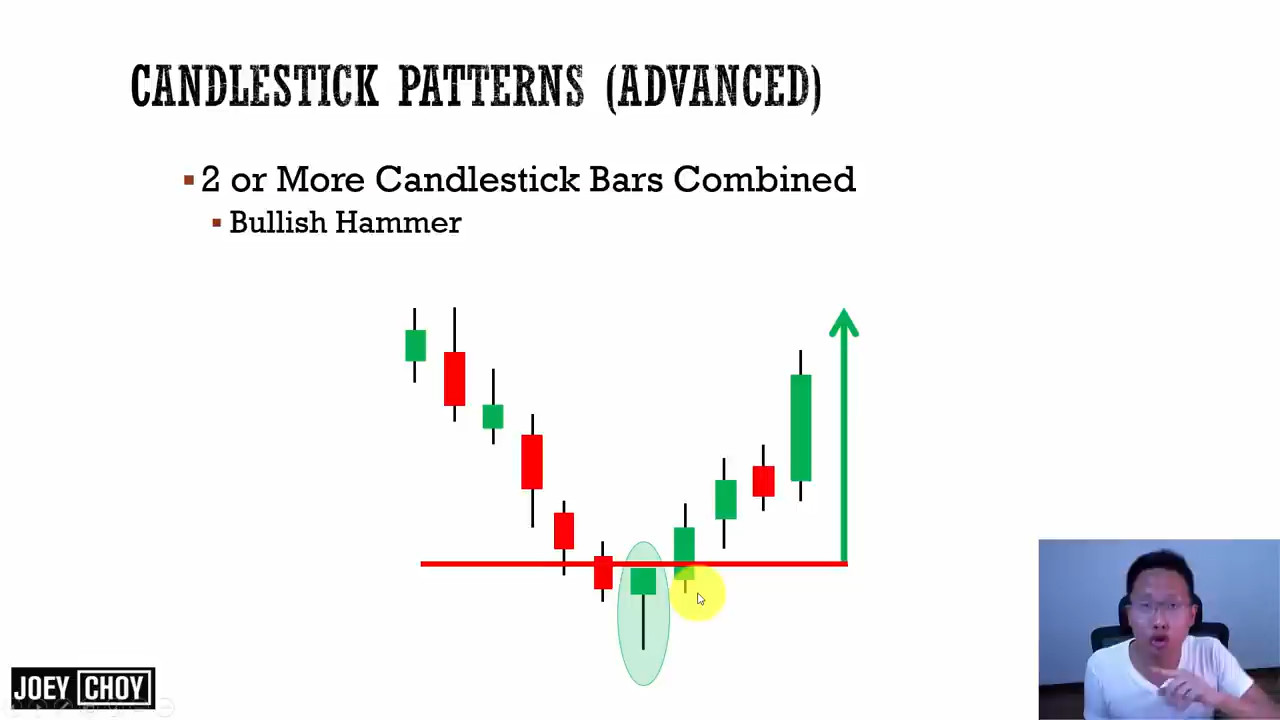 CANDLESTICK PATTERNS (ADVANCED)
2 or More Candlestick Bars Combined
Bullish Hammer
JOEY CHOY